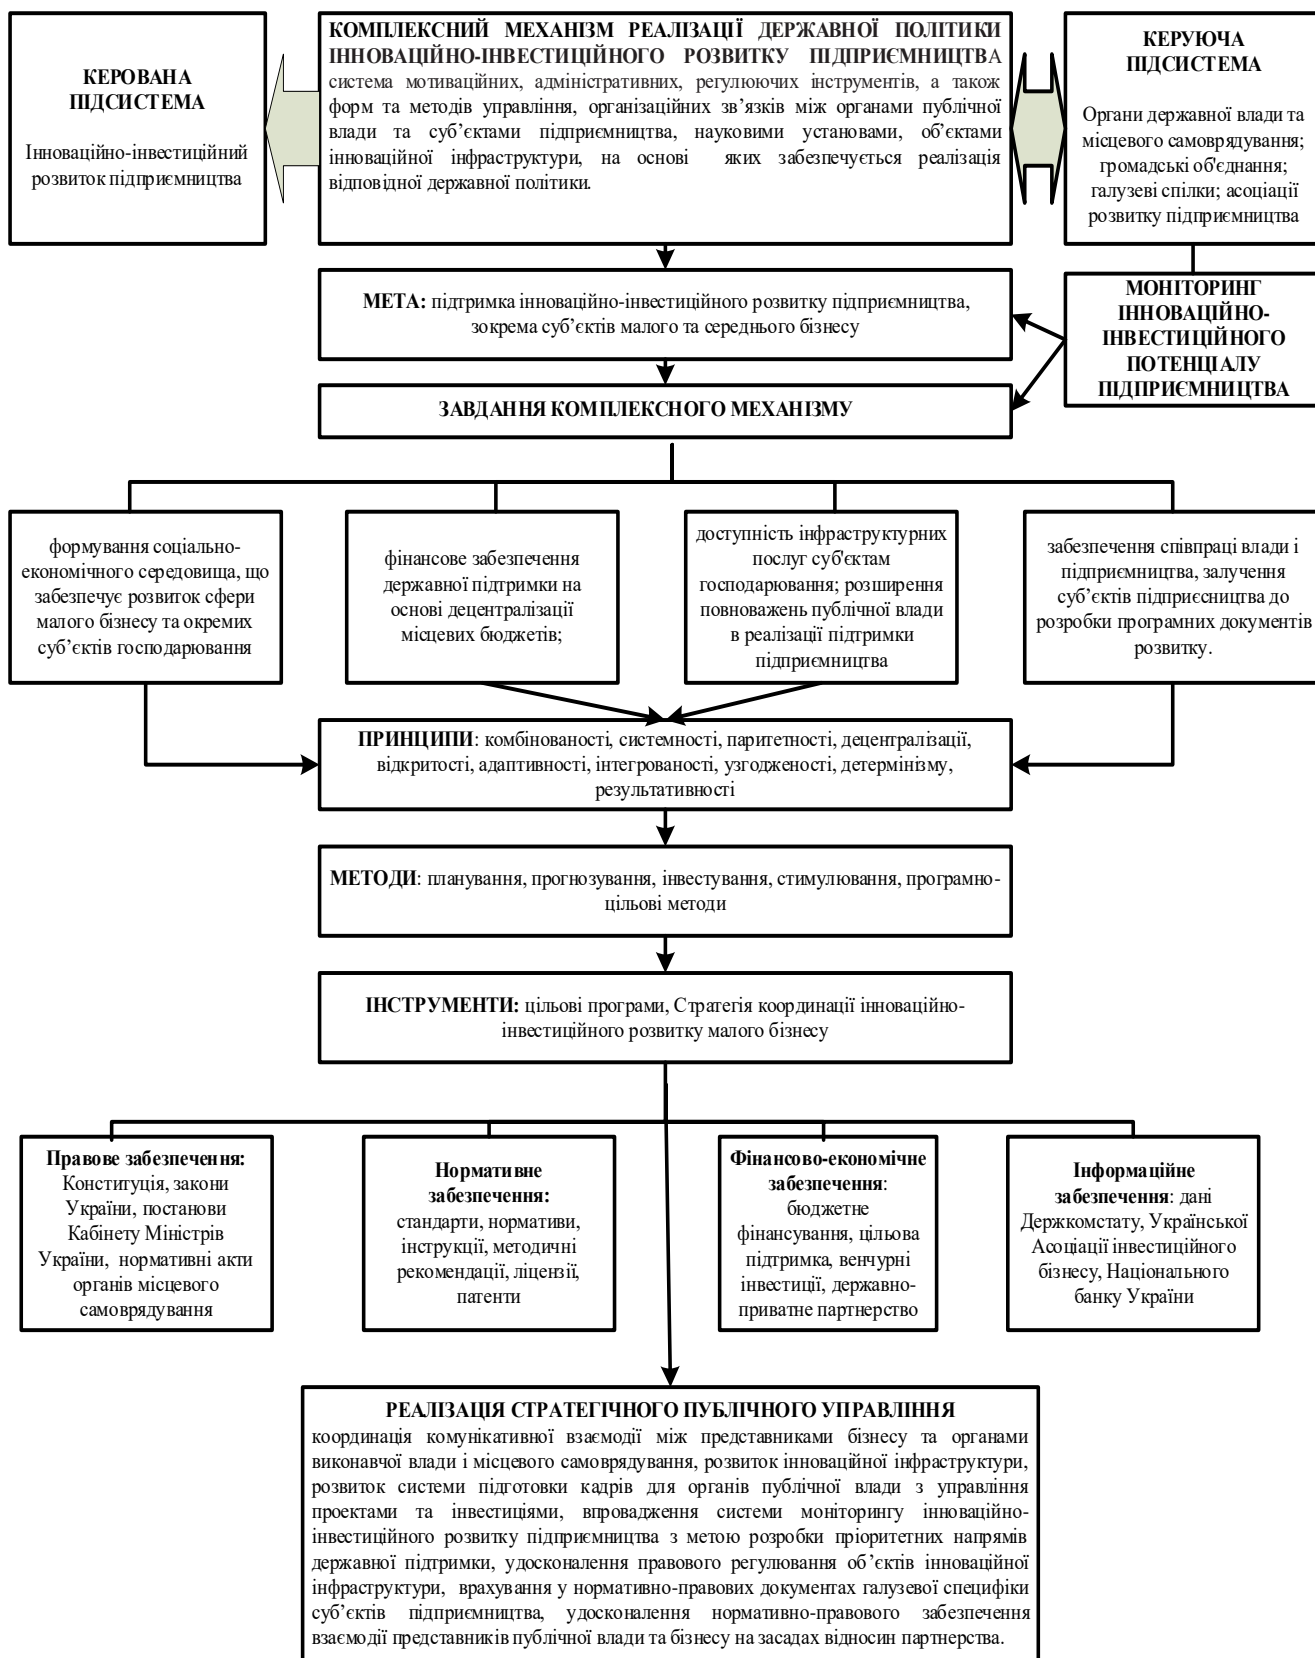 КЕРОВАНА
ПІДСИСТЕМА
Інноваційно-інвестиційний
розвиток підприємництва
КОМПЛЕКСНИЙ МЕХАНІЗМ РЕАЛІЗАЦІЇ ДЕРЖАВНОЇ ПОЛІТИКИ
ІННОВАЦІЙНО-ІНВЕСТИЦІЙНОГО РОЗВИТКУ ПІДПРИЄМНИЦТВА
система мотиваційних, адміністративних, регулюючих інструментів, а також
форм та методів управління, організаційних зв’язків між органами публічної
влади та суб’єктами підприємництва, науковими установами, об’єктами
інноваційної інфраструктури, на основі яких забезпечується реалізація
відповідної державної політики.
КЕРУЮЧА
ПІДСИСТЕМА
Органи державної влади та
місцевого самоврядування;
громадські об'єднання;
галузеві спілки; асоціації
розвитку підприємництва
МЕТА: підтримка інноваційно-інвестиційного розвитку підприємництва,
зокрема суб’єктів малого та середнього бізнесу
МОНІТОРИНГ
ІННОВАЦІЙНО-
ІНВЕСТИЦІЙНОГО
ПОТЕНЦІАЛУ
ПІДПРИЄМНИЦТВА
ЗАВДАННЯ КОМПЛЕКСНОГО МЕХАНІЗМУ
формування соціально-
економічного середовища, що
забезпечує розвиток сфери
малого бізнесу та окремих
суб’єктів господарювання
фінансове забезпечення
державної підтримки на
основі децентралізації
місцевих бюджетів;
доступність інфраструктурних
послуг суб'єктам
господарювання; розширення
повноважень публічної влади
в реалізації підтримки
підприємництва
забезпечення співпраці влади і
підприємництва, залучення
суб’єктів підприєсництва до
розробки програмних документів
розвитку.
ПРИНЦИПИ: комбінованості, системності, паритетності, децентралізації,
відкритості, адаптивності, інтегрованості, узгодженості, детермінізму,
результативності
МЕТОДИ: планування, прогнозування, інвестування, стимулювання, програмно-
цільові методи
ІНСТРУМЕНТИ: цільові програми, Стратегія координації інноваційно-
інвестиційного розвитку малого бізнесу
Правове забезпечення:
Конституція, закони
України, постанови
Кабінету Міністрів
України, нормативні акти
органів місцевого
самоврядування
Нормативне
забезпечення:
стандарти, нормативи,
інструкції, методичні
рекомендації, ліцензії,
патенти
Фінансово-економічне
забезпечення:
бюджетне
фінансування, цільова
підтримка, венчурні
інвестиції, державно-
приватне партнерство
Інформаційне
забезпечення: дані
Держкомстату, Української
Асоціації інвестиційного
бізнесу, Національного
банку України
РЕАЛІЗАЦІЯ СТРАТЕГІЧНОГО ПУБЛІЧНОГО УПРАВЛІННЯ
координація комунікативної взаємодії між представниками бізнесу та органами
виконавчої влади і місцевого самоврядування, розвиток інноваційної інфраструктури,
розвиток системи підготовки кадрів для органів публічної влади з управління
проектами та інвестиціями, впровадження системи моніторингу інноваційно-
інвестиційного розвитку підприємництва з метою розробки пріоритетних напрямів
державної підтримки, удосконалення правового регулювання об’єктів інноваційної
інфраструктури, врахування у нормативно-правових документах галузевої специфіки
суб’єктів підприємництва, удосконалення нормативно-правового забезпечення
взаємодії представників публічної влади та бізнесу на засадах відносин партнерства.